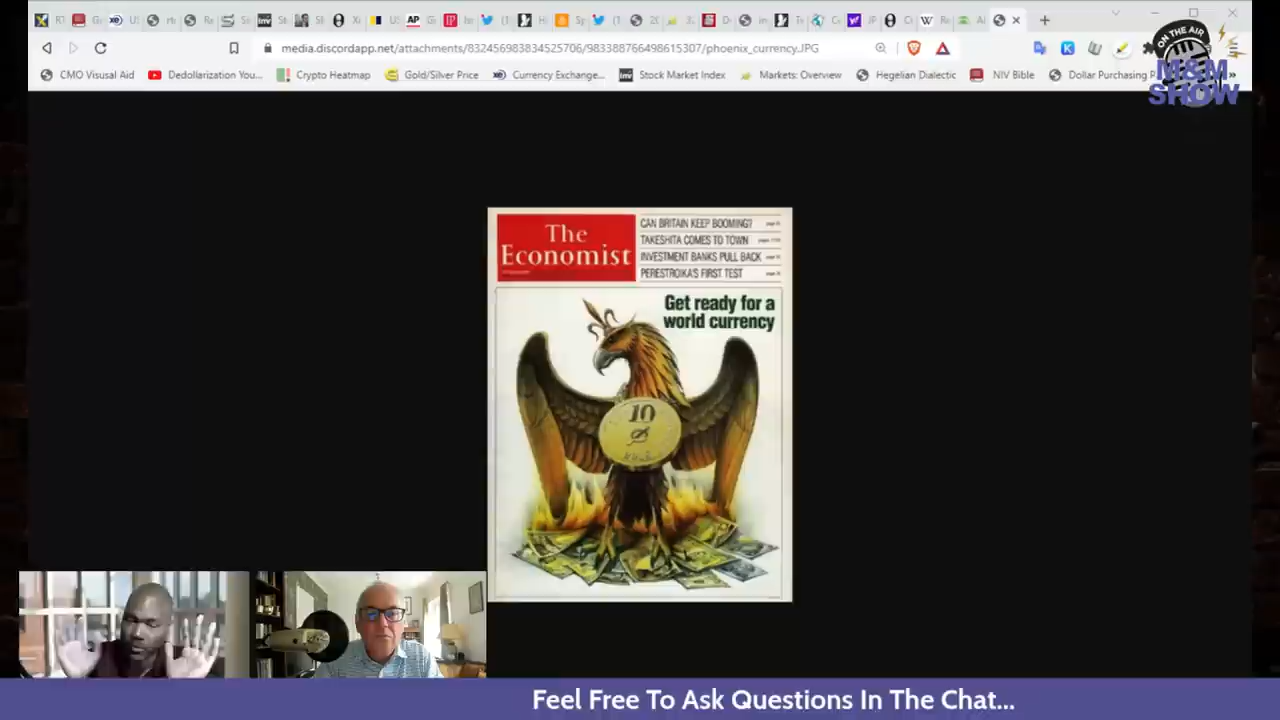 AP
media.discordapp.net/attachments/832456983834525706/983388766498615307/phoenix_currency.JPG
ON THE AIR
M&M
SHOW
CMO Visusal Aid
Dedollarization You...
Crypto Heatmap
Gold/Silver Price
Currency Exchange...
Stock Market Index
Markets: Overview
Hegelian Dialectic
NIV Bible
Dollar Purchasing P
»
The
Economist
CAN BRITAIN KEEP BOOMING?
TAKESHITA COMES TO TOWN
INVESTMENT BANKS PULL BACK
PERESTROIKA'S FIRST TEST
Get ready for a
world currency
10
Feel Free To Ask Questions In The Chat...